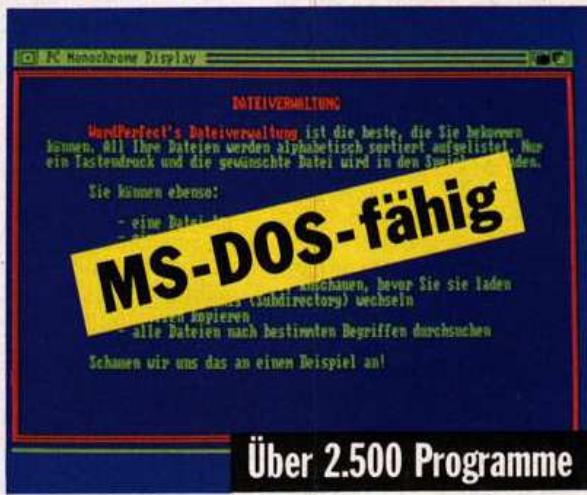 PC Monochrome Display
DATEIVERWALTUNG
WordPerfect's Dateiverwaltung ist die beste, die Sie bekommen
können. All Ihre Dateien werden alphabetisch sortiert aufgelistet. Nur
ein Tastendruck und die gewünschte Datei wird in den
Sie können ebenso:
- eine Datei
MS-DOS-fähig
anschauen, bevor Sie sie laden
(Subdirectory) wechseln
kopieren
- alle Dateien nach bestimmten Begriffen durchsuchen
Schauen wir uns das an einem Beispiel an!
Über 2.500 Programme